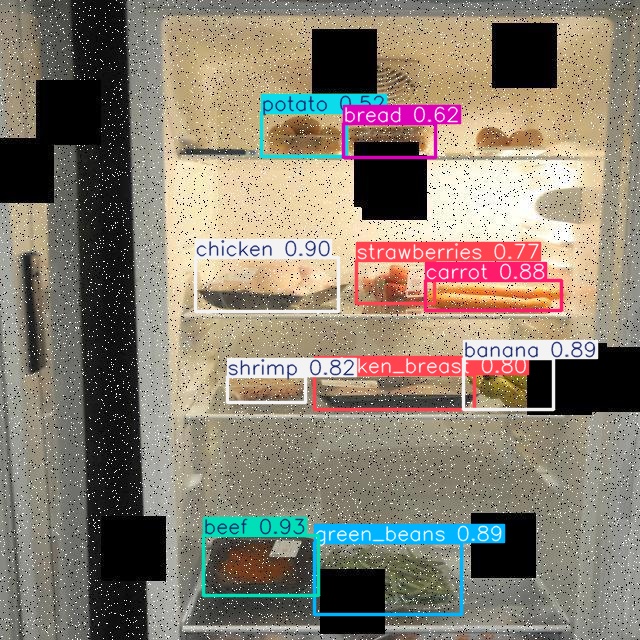 potato 0.52
bread 0.62
chicken 0.90
strawberries 0.77
carrot 0.88
banana 0.89
shrimp 0.82
ken_breast 0.80
beef 0.93
green_beans 0.89